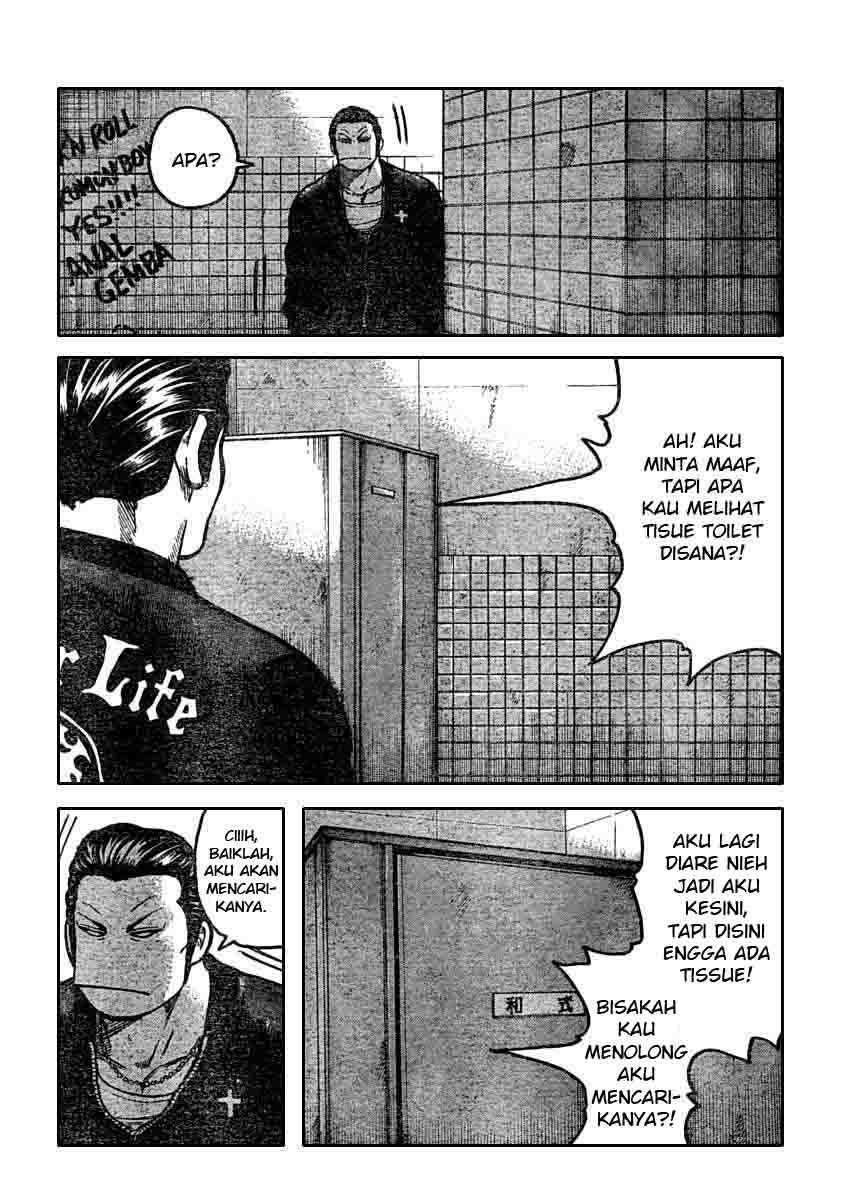 'N ROLL
YES!!!!
ANAL
GEMBA
APA?
AH! AKU
MINTA MAAF,
TAPI APA
KAU MELIHAT
TISUE TOILET
DISANA?!
r Life
AKU LAGI
DIARE NIEH
JADI AKU
KESINI,
TAPI DISINI
ENGGA ADA
TISSUE!
和式
BISAKAH
KAU
MENOLONG
AKU
MENCARI-
KANYA?!
CIIIH,
BAIKLAH,
AKU AKAN
MENCARI-
KANYA.